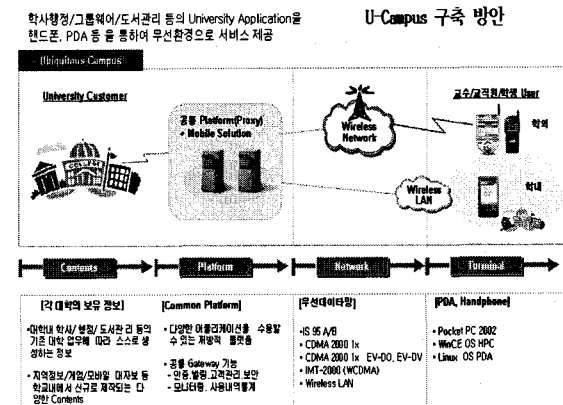 학사행정/그룹웨어/도서관리 등의 University Application을
핸드폰, PDA 등 을 통하여 무선환경으로 서비스 제공
U-Campus 구축 방안
Ubiquitous Campus
University Customer
공통 Platform(Proxy)
+ Mobile Solution
Wireless
Network
교수/교직원/학생 User
학외
Wireless
LAN
학내
COLLEGE
Contents
Platform
Network
Terminal
[각 대학의 보유 정보]
•대학내 학사/ 행정/ 도서관 리 등의
기존 대학 업무에 따라 스스로 생
성하는 정보
• 지역정보/게임/모바일 대자보 등
학교내에서 신규로 제작되는 다
양한 Contents
[Common Platform]
• 다양한 어플리케이션을 수용할
수 있는 개방적 플랫폼
• 공통 Gateway 기능
- 인증.빌링.고객관리.보안
- 모니터링. 사용내역통계
[무선데이타망]
•IS 95 A/B
• CDMA 2000 1x
• CDMA 2000 1x EV-DO, EV-DV
• IMT-2000 (WCDMA)
• Wireless LAN
[PDA, Handphone]
• Pocket PC 2002
• WinCE OS HPC
• Linux OS PDA